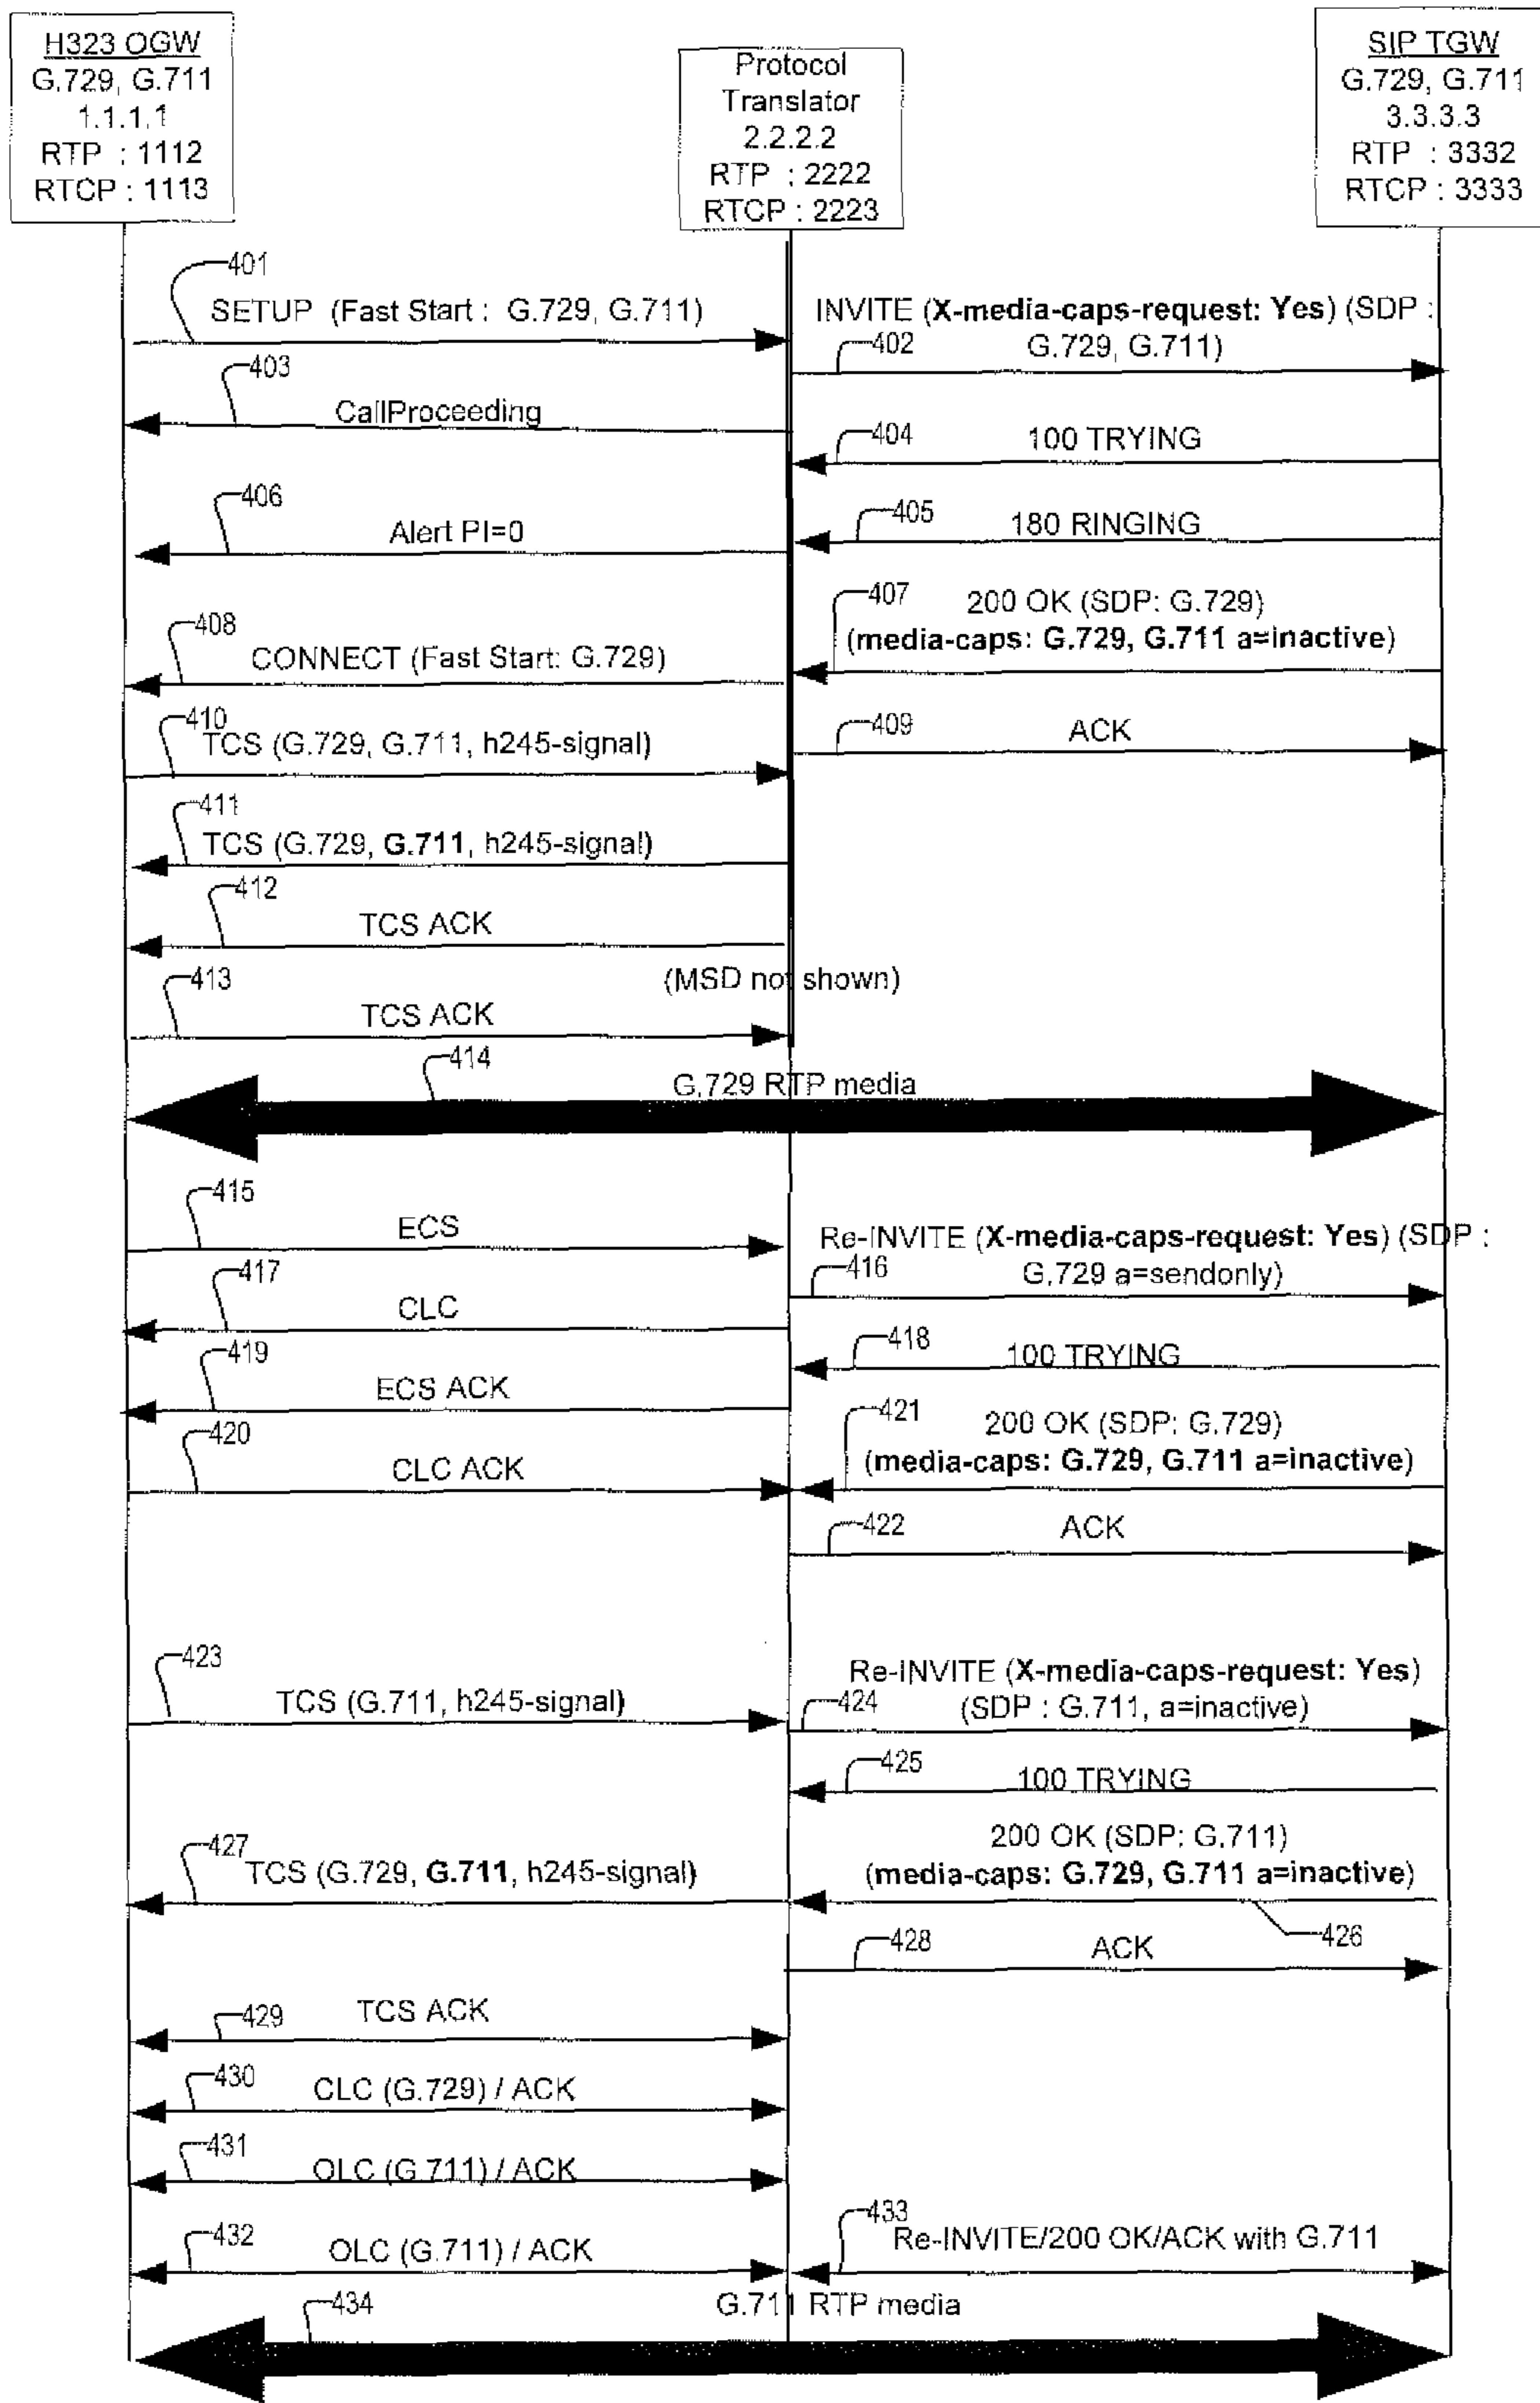 H323 OGW
G.729, G.711
1.1.1.1
RTP : 1112
RTCP : 1113
Protocol
Translator
2.2.2.2
RTP : 2222
RTCP : 2223
SIP TGW
G.729, G.711
3.3.3.3
RTP : 3332
RTCP : 3333
401
SETUP (Fast Start : G.729, G.711)
INVITE (X-media-caps-request: Yes) (SDP :
G.729, G.711)
402
403
CallProceeding
404
100 TRYING
406
Alert PI=0
405
180 RINGING
407
200 OK (SDP: G.729)
(media-caps: G.729, G.711 a=inactive)
408
CONNECT (Fast Start: G.729)
409
ACK
410
TCS (G.729, G.711, h245-signal)
411
TCS (G.729, G.711, h245-signal)
412
TCS ACK
(MSD not shown)
413
TCS ACK
414
G.729 RTP media
415
ECS
Re-INVITE (X-media-caps-request: Yes) (SDP :
G.729 a=sendonly)
416
417
CLC
418
100 TRYING
419
ECS ACK
421
200 OK (SDP: G.729)
(media-caps: G.729, G.711 a=inactive)
420
CLC ACK
422
ACK
423
TCS (G.711, h245-signal)
Re-INVITE (X-media-caps-request: Yes)
(SDP : G.711, a=inactive)
424
425
100 TRYING
427
TCS (G.729, G.711, h245-signal)
200 OK (SDP: G.711)
(media-caps: G.729, G.711 a=inactive)
426
428
ACK
429
TCS ACK
430
CLC (G.729) / ACK
431
OLC (G.711) / ACK
432
OLC (G.711) / ACK
433
Re-INVITE/200 OK/ACK with G.711
434
G.711 RTP media